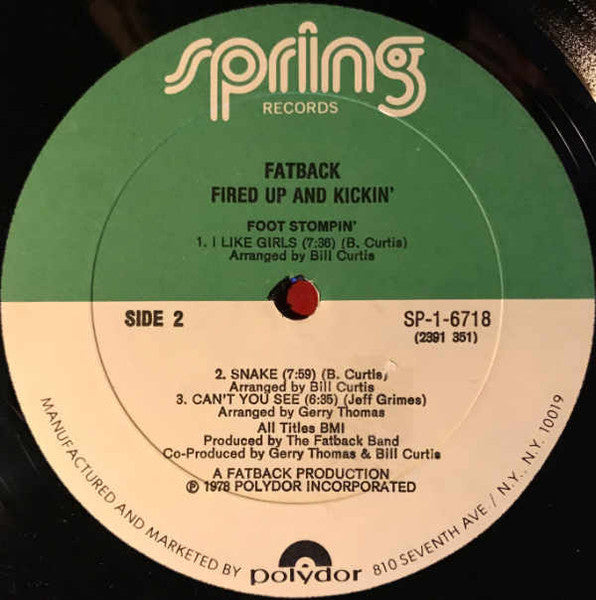 spring
RECORDS
FATBACK
FIRED UP AND KICKIN'
FOOT STOMPIN'
1. I LIKE GIRLS (7:36) (B. Curtis)
Arranged by Bill Curtis
SIDE 2
SP-1-6718
(2391 351)
2. SNAKE (7:59) (B. Curtis)
Arranged by Bill Curtis
3. CAN'T YOU SEE (6:35) (Jeff Grimes)
Arranged by Gerry Thomas
All Titles BMI
Produced by The Fatback Band
Co-Produced by Gerry Thomas & Bill Curtis
A FATBACK PRODUCTION
℗ 1978 POLYDOR INCORPORATED
MANUFACTURED AND MARKETED BY polydor 810 SEVENTH AVE / N.Y., N.Y. 10019